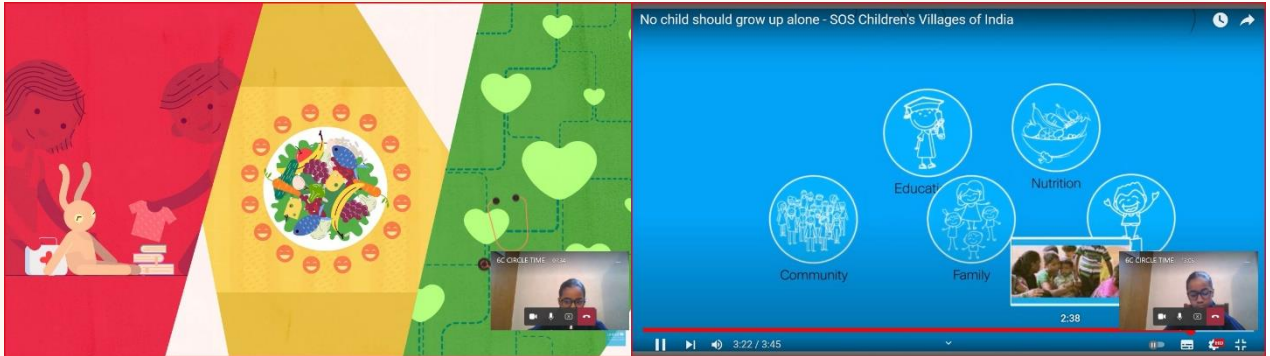 6C CIRCLE TIME
No child should grow up alone - SOS Children's Villages of India
Nutrition
Community
Family
6C CIRCLE TIME
2:38
3:22 / 3:45